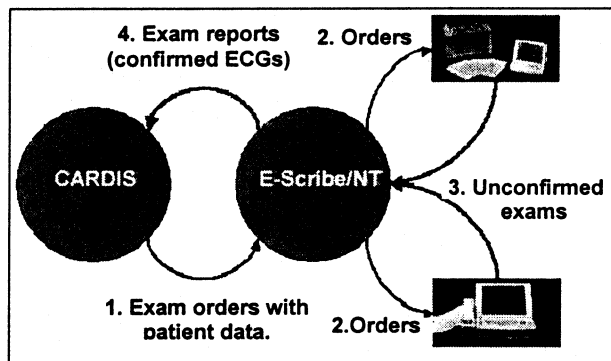 4. Exam reports
(confirmed ECGs)
2. Orders
CARDIS
E-Scribe/NT
3. Unconfirmed
exams
1. Exam orders with
patient data.
2.Orders